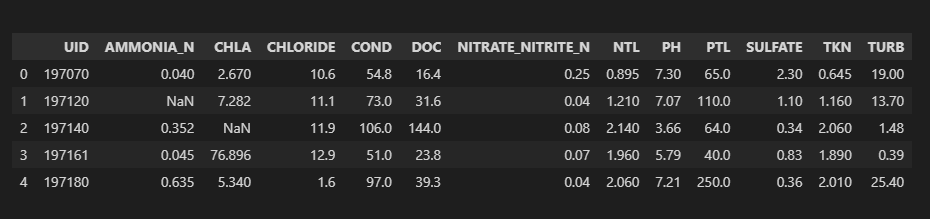 UID AMMONIA_N CHLA CHLORIDE COND DOC NITRATE_NITRITE_N NTL PH PTL SULFATE TKN TURB
0 197070 0.040 2.670 10.6 54.8 16.4 0.25 0.895 7.30 65.0 2.30 0.645 19.00
1 197120 NaN 7.282 11.1 73.0 31.6 0.04 1.210 7.07 110.0 1.10 1.160 13.70
2 197140 0.352 NaN 11.9 106.0 144.0 0.08 2.140 3.66 64.0 0.34 2.060 1.48
3 197161 0.045 76.896 12.9 51.0 23.8 0.07 1.960 5.79 40.0 0.83 1.890 0.39
4 197180 0.635 5.340 1.6 97.0 39.3 0.04 2.060 7.21 250.0 0.36 2.010 25.40